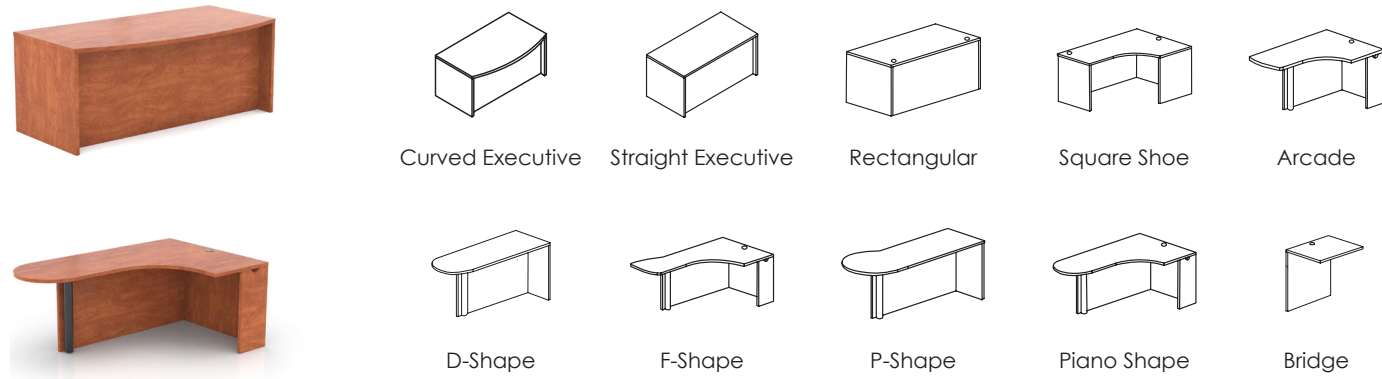 Curved Executive
Straight Executive
Rectangular
Square Shoe
Arcade
D-Shape
F-Shape
P-Shape
Piano Shape
Bridge